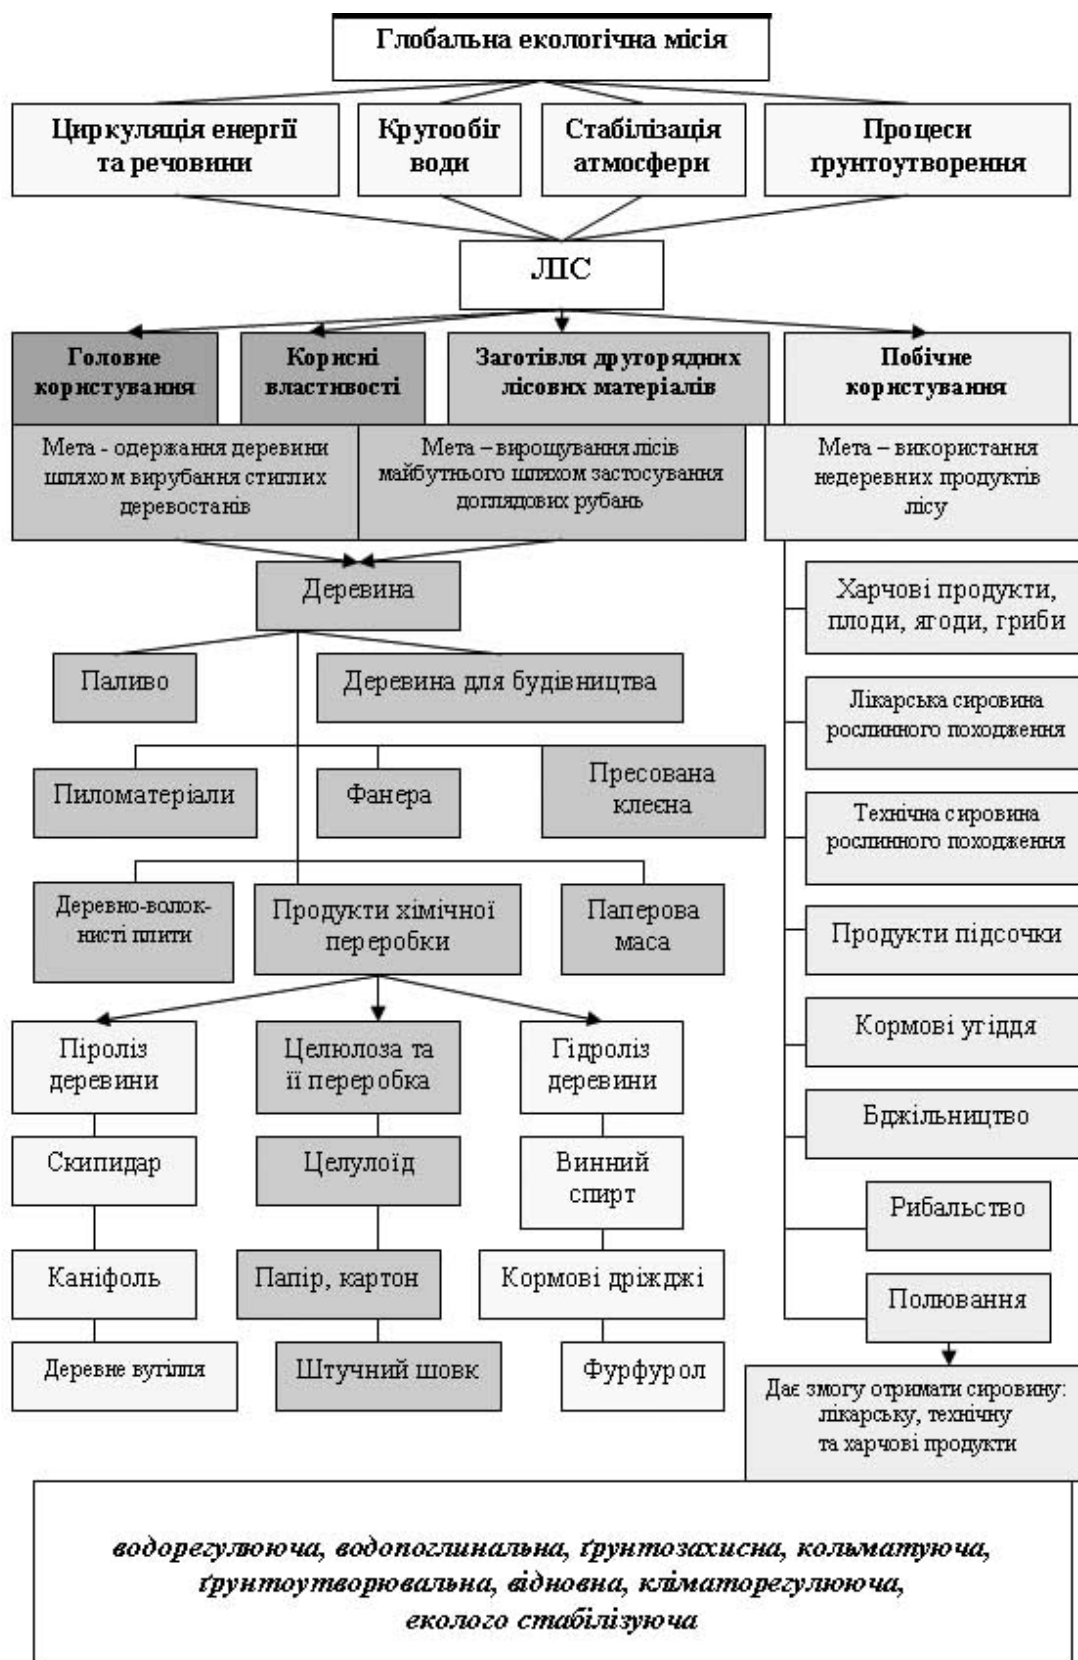 Глобальна екологічна місія
Циркуляція енергії
та речовини
Кругообіг
води
Стабілізація
атмосфери
Процеси
ґрунтоутворення
ЛІС
Головне
користування
Корисні
властивості
Заготівля другорядних
лісових матеріалів
Побічне
користування
Мета - одержання деревини
шляхом вирубання стиглих
деревостанів
Мета – вирощування лісів
майбутнього шляхом застосування
доглядових рубань
Мета – використання
недеревних продуктів
лісу
Деревина
Харчові продукти,
плоди, ягоди, гриби
Паливо
Деревина для будівництва
Лікарська сировина
рослинного походження
Пиломатеріали
Фанера
Пресована
клеєна
Технічна сировина
рослинного походження
Деревно-волок-
нисті плити
Продукти хімічної
переробки
Паперова
маса
Продукти підсочки
Кормові угіддя
Піроліз
деревини
Целюлоза та
її переробка
Гідроліз
деревини
Бджільництво
Скипидар
Целулоїд
Винний
спирт
Рибальство
Каніфоль
Папір, картон
Кормові дріжджі
Полювання
Деревне вугілля
Штучний шовк
Фурфурол
Дає змогу отримати сировину:
лікарську, технічну
та харчові продукти
водорегулююча, водопоглинальна, ґрунтозахисна, кольматуюча,
ґрунтоутворювальна, відновна, кліматорегулююча,
еколого стабілізуюча